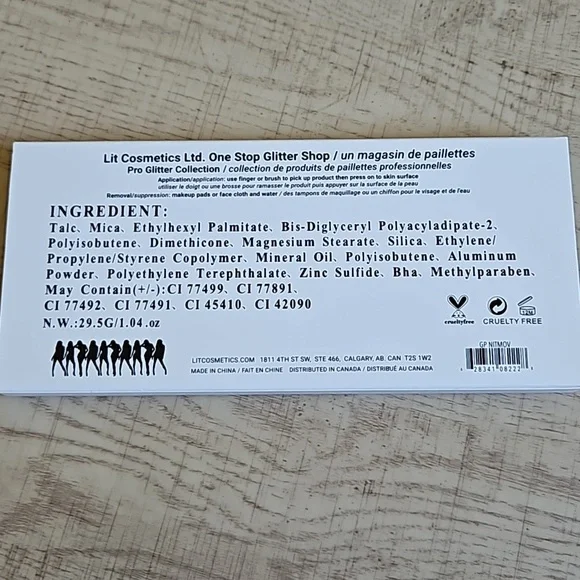 Lit Cosmetics Ltd. One Stop Glitter Shop / un magasin de paillettes
Pro Glitter Collection / collection de produits de paillettes professionnelles
Application/application: use finger or brush to pick up product then press on to skin surface
utiliser le doigt ou une brosse pour ramasser le produit puis appuyer sur la surface de la peau
Removal/suppression: makeup pads or face cloth and water / des tampons de maquillage ou un chiffon pour le visage et de l'eau
INGREDIENT:
Talc、Mica、Ethylhexyl Palmitate、Bis-Diglyceryl Polyacyladipate-2、
Polyisobutene、Dimethicone、Magnesium Stearate、Silica、Ethylene/
Propylene/Styrene Copolymer、Mineral Oil、Polyisobutene、Aluminum
Powder、Polyethylene Terephthalate、Zinc Sulfide、Bha、Methylparaben、
May Contain(+/-):CI 77499、CI 77891、
CI 77492、CI 77491、CI 45410、CI 42090
N.W.:29.5G/1.04.oz
crueltyfree
12M
CRUELTY FREE
LITCOSMETICS.COM 1811 4TH ST SW, STE 466, CALGARY, AB. CAN T2S 1W2
MADE IN CHINA / FAIT EN CHINE DISTRIBUTED IN CANADA / DISTRIBUÉ AU CANADA
GP NITMOV
28341 08222